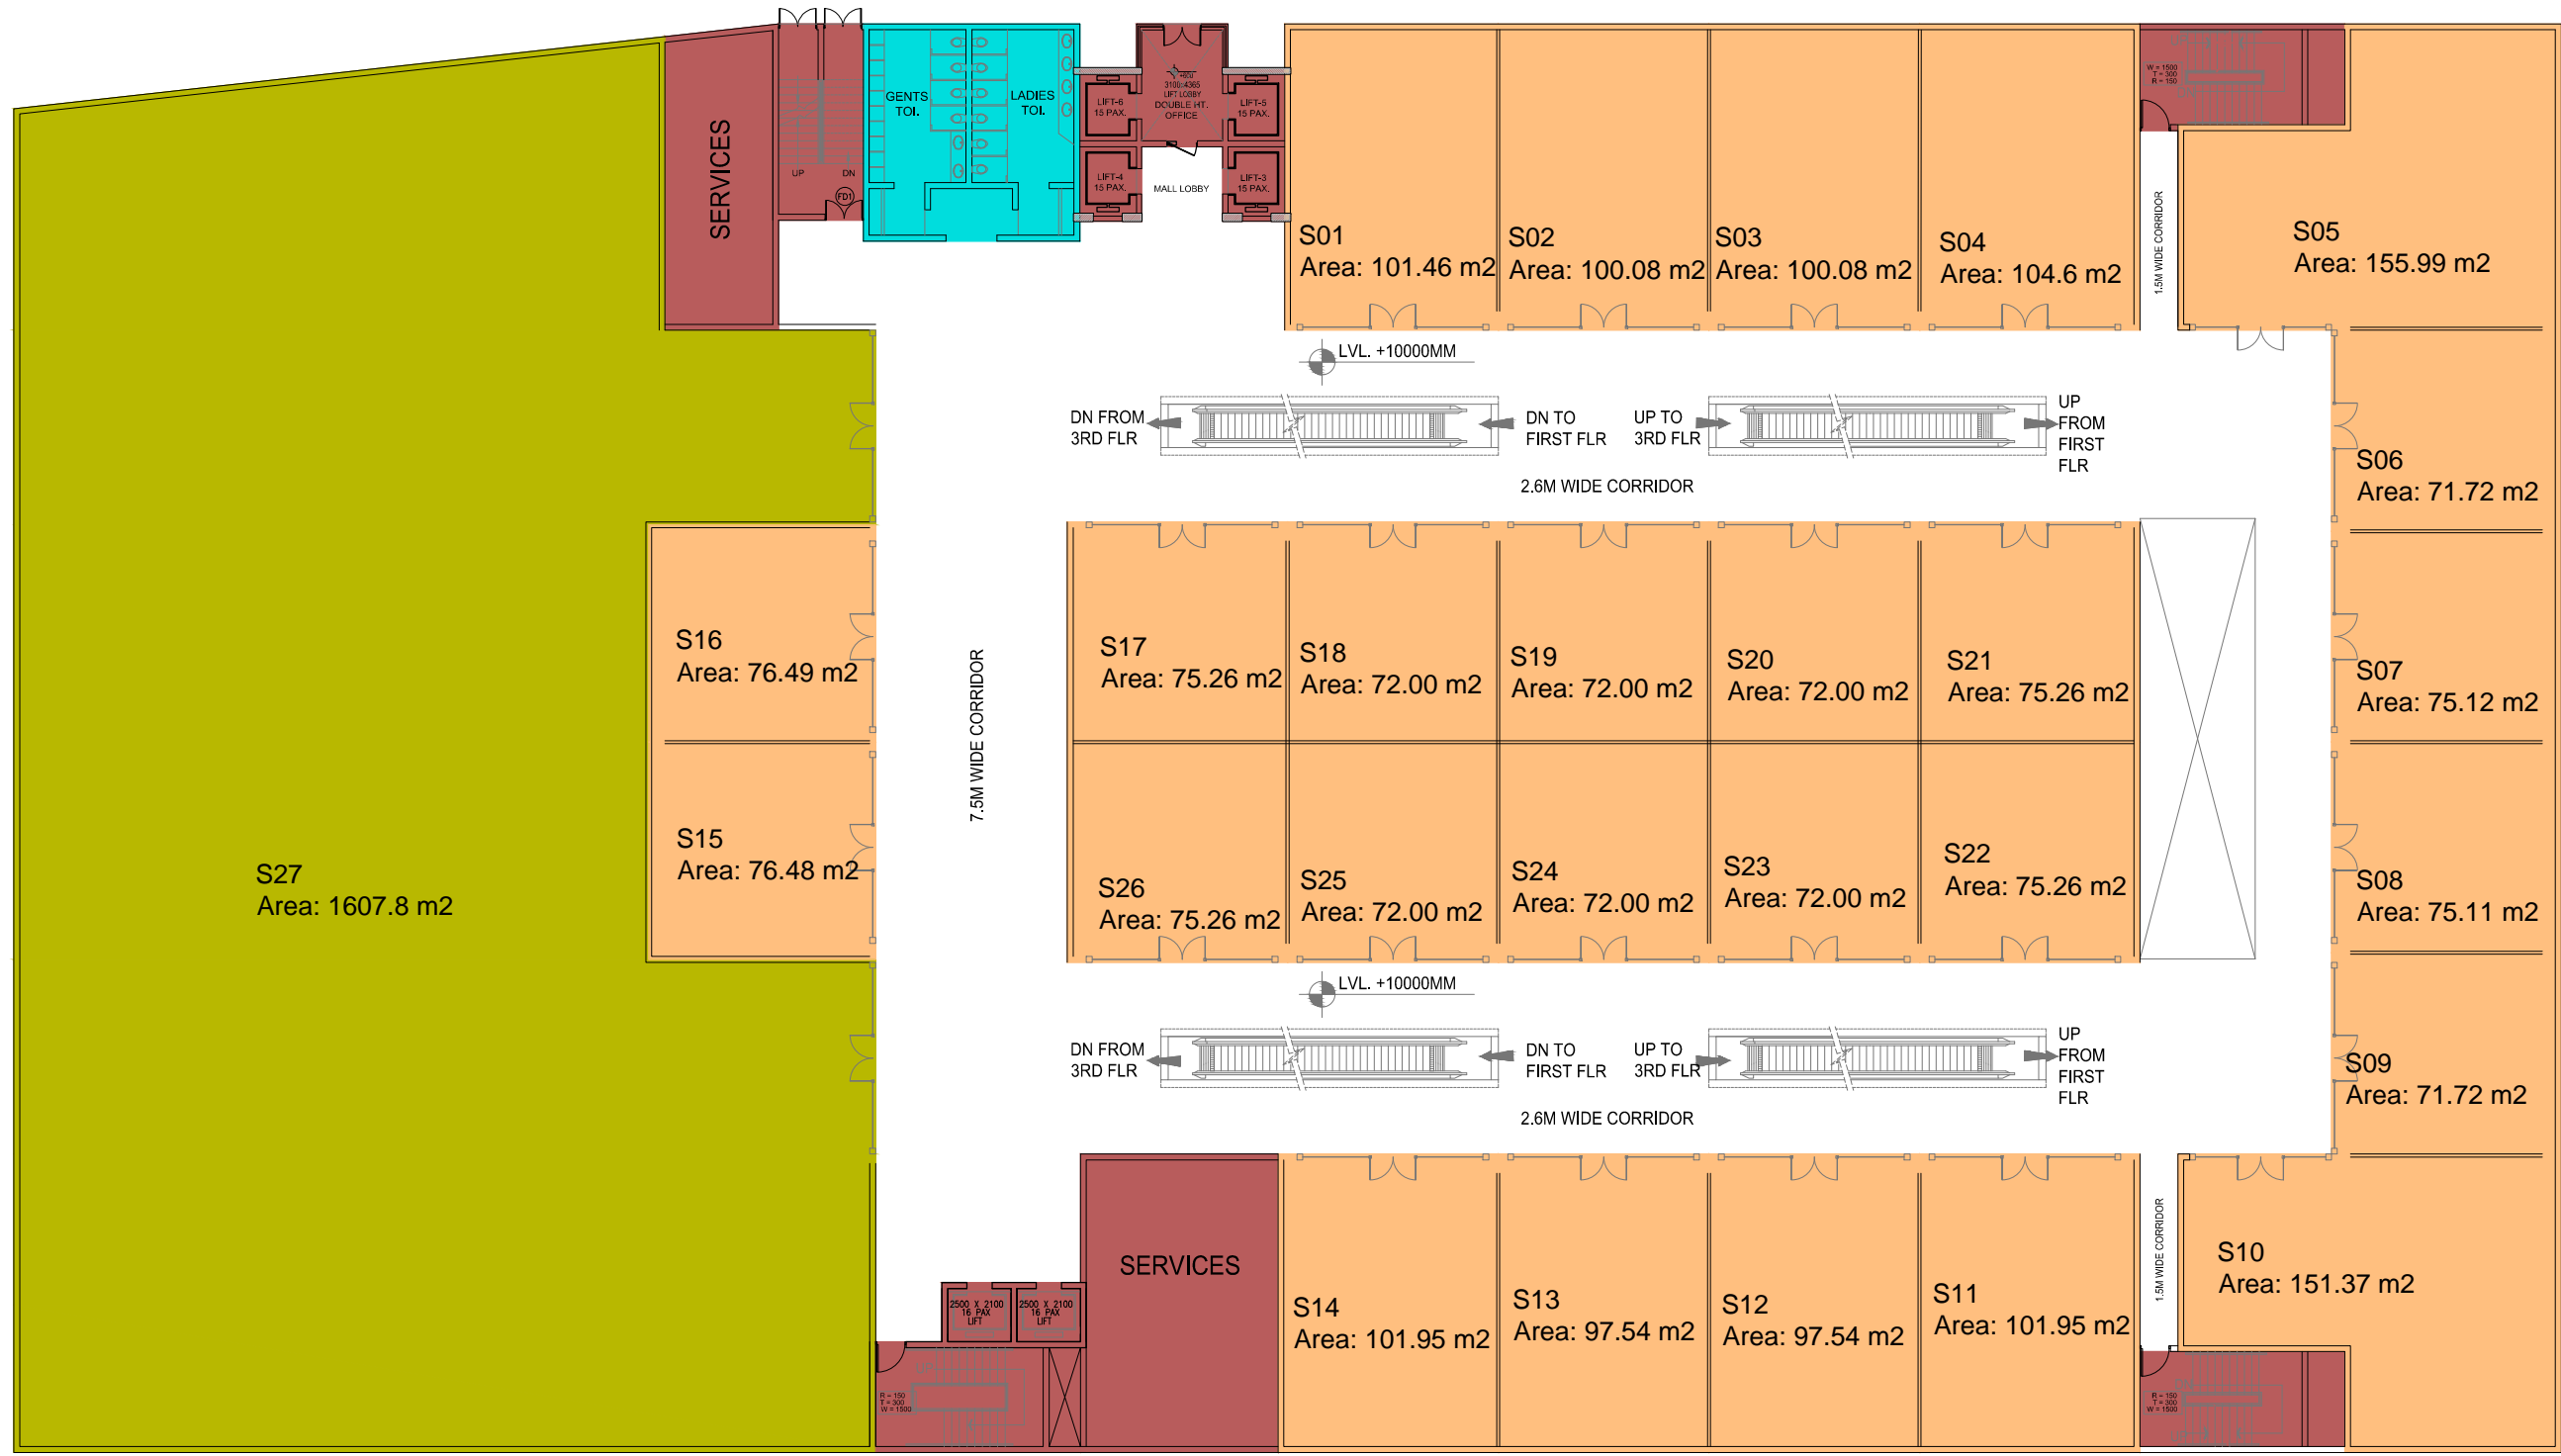 SERVICES
UP
DN
FD1
GENTS
TOI.
LADIES
TOI.
LIFT-6
15 PAX.
3100x4365
LIFT LOBBY
DOUBLE HT.
OFFICE
LIFT-5
15 PAX.
LIFT-4
15 PAX.
MALL LOBBY
LIFT-3
15 PAX.
S01
Area: 101.46 m2
S02
Area: 100.08 m2
S03
Area: 100.08 m2
S04
Area: 104.6 m2
W = 1500
T = 300
R = 150
1.5M WIDE CORRIDOR
S05
Area: 155.99 m2
LVL. +10000MM
DN FROM
3RD FLR
DN TO
FIRST FLR
UP TO
3RD FLR
UP
FROM
FIRST
FLR
2.6M WIDE CORRIDOR
S06
Area: 71.72 m2
S16
Area: 76.49 m2
7.5M WIDE CORRIDOR
S17
Area: 75.26 m2
S18
Area: 72.00 m2
S19
Area: 72.00 m2
S20
Area: 72.00 m2
S21
Area: 75.26 m2
S07
Area: 75.12 m2
S27
Area: 1607.8 m2
S15
Area: 76.48 m2
S26
Area: 75.26 m2
S25
Area: 72.00 m2
S24
Area: 72.00 m2
S23
Area: 72.00 m2
S22
Area: 75.26 m2
S08
Area: 75.11 m2
LVL. +10000MM
DN FROM
3RD FLR
DN TO
FIRST FLR
UP TO
3RD FLR
UP
FROM
FIRST
FLR
2.6M WIDE CORRIDOR
S09
Area: 71.72 m2
SERVICES
2500 X 2100
16 PAX
LIFT
2500 X 2100
16 PAX
LIFT
R = 150
T = 300
W = 1500
S14
Area: 101.95 m2
S13
Area: 97.54 m2
S12
Area: 97.54 m2
S11
Area: 101.95 m2
1.5M WIDE CORRIDOR
S10
Area: 151.37 m2
R = 150
T = 300
W = 1500